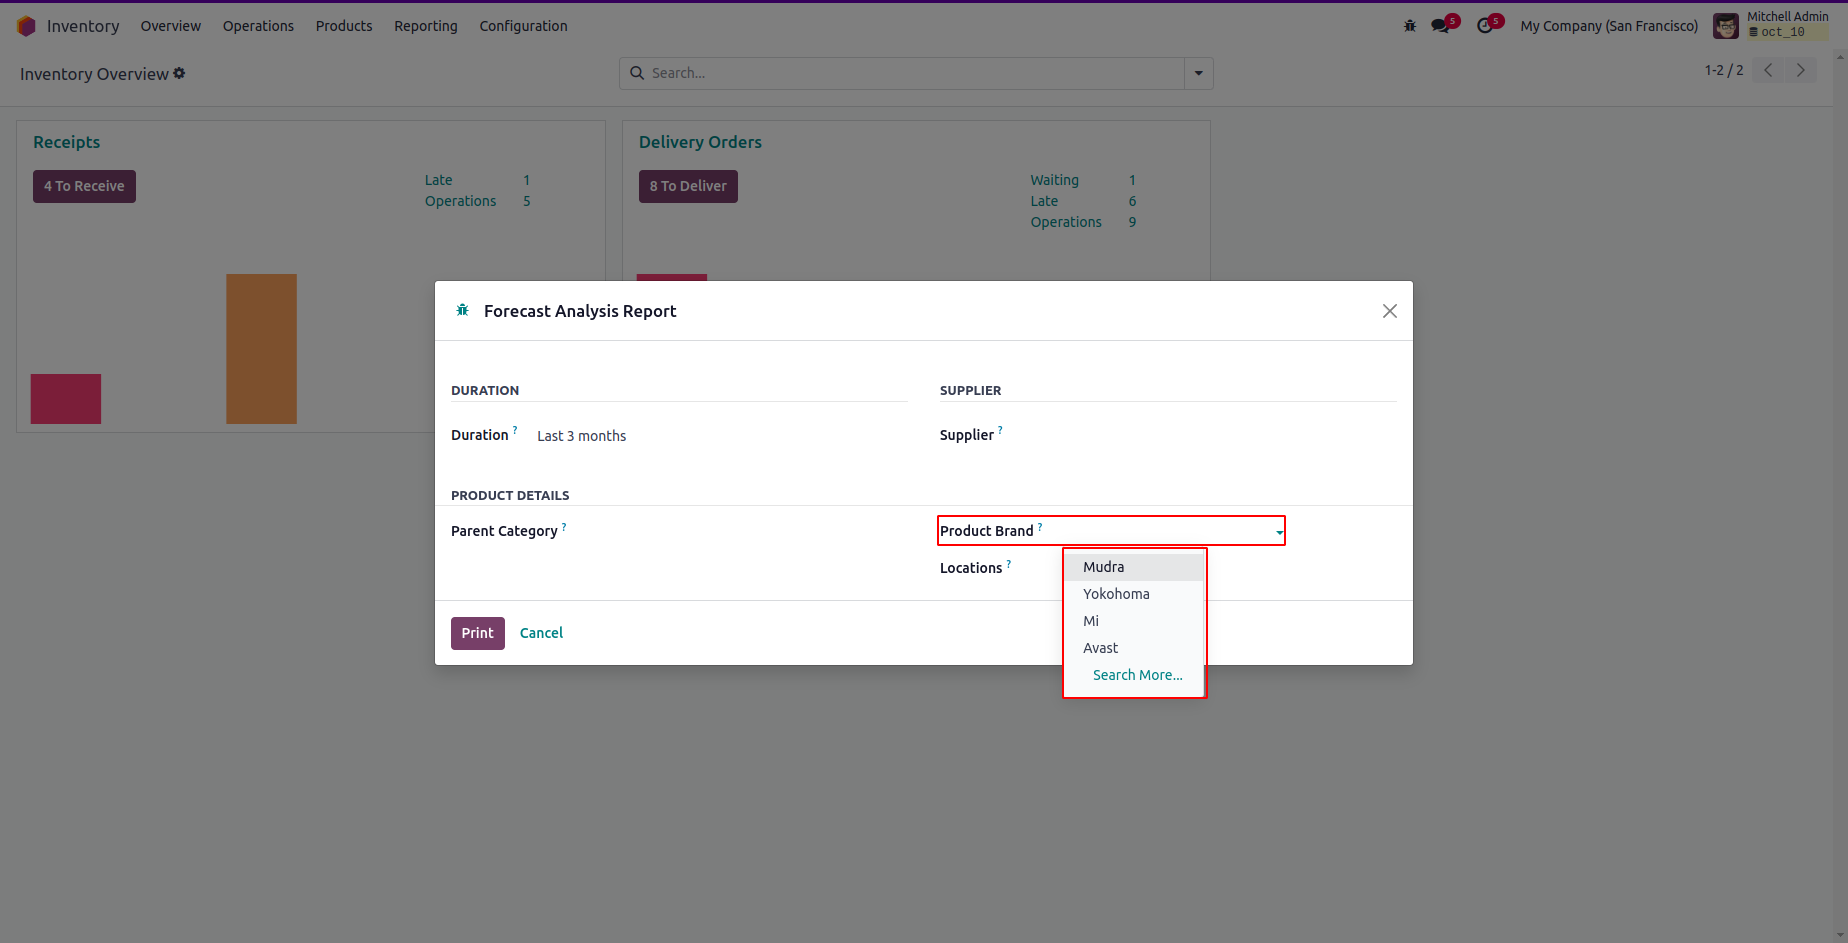 Inventory Overview Operations Products Reporting Configuration 5 5 My Company (San Francisco) Mitchell Admin
oct_10
Inventory Overview Search... 1-2 / 2
Receipts
4 To Receive
Late 1
Operations 5
Delivery Orders
8 To Deliver
Waiting 1
Late 6
Operations 9
Forecast Analysis Report
DURATION
Duration ? Last 3 months
SUPPLIER
Supplier ?
PRODUCT DETAILS
Parent Category ?
Product Brand ?
Locations ?
Mudra
Yokohoma
Mi
Avast
Search More...
Print Cancel